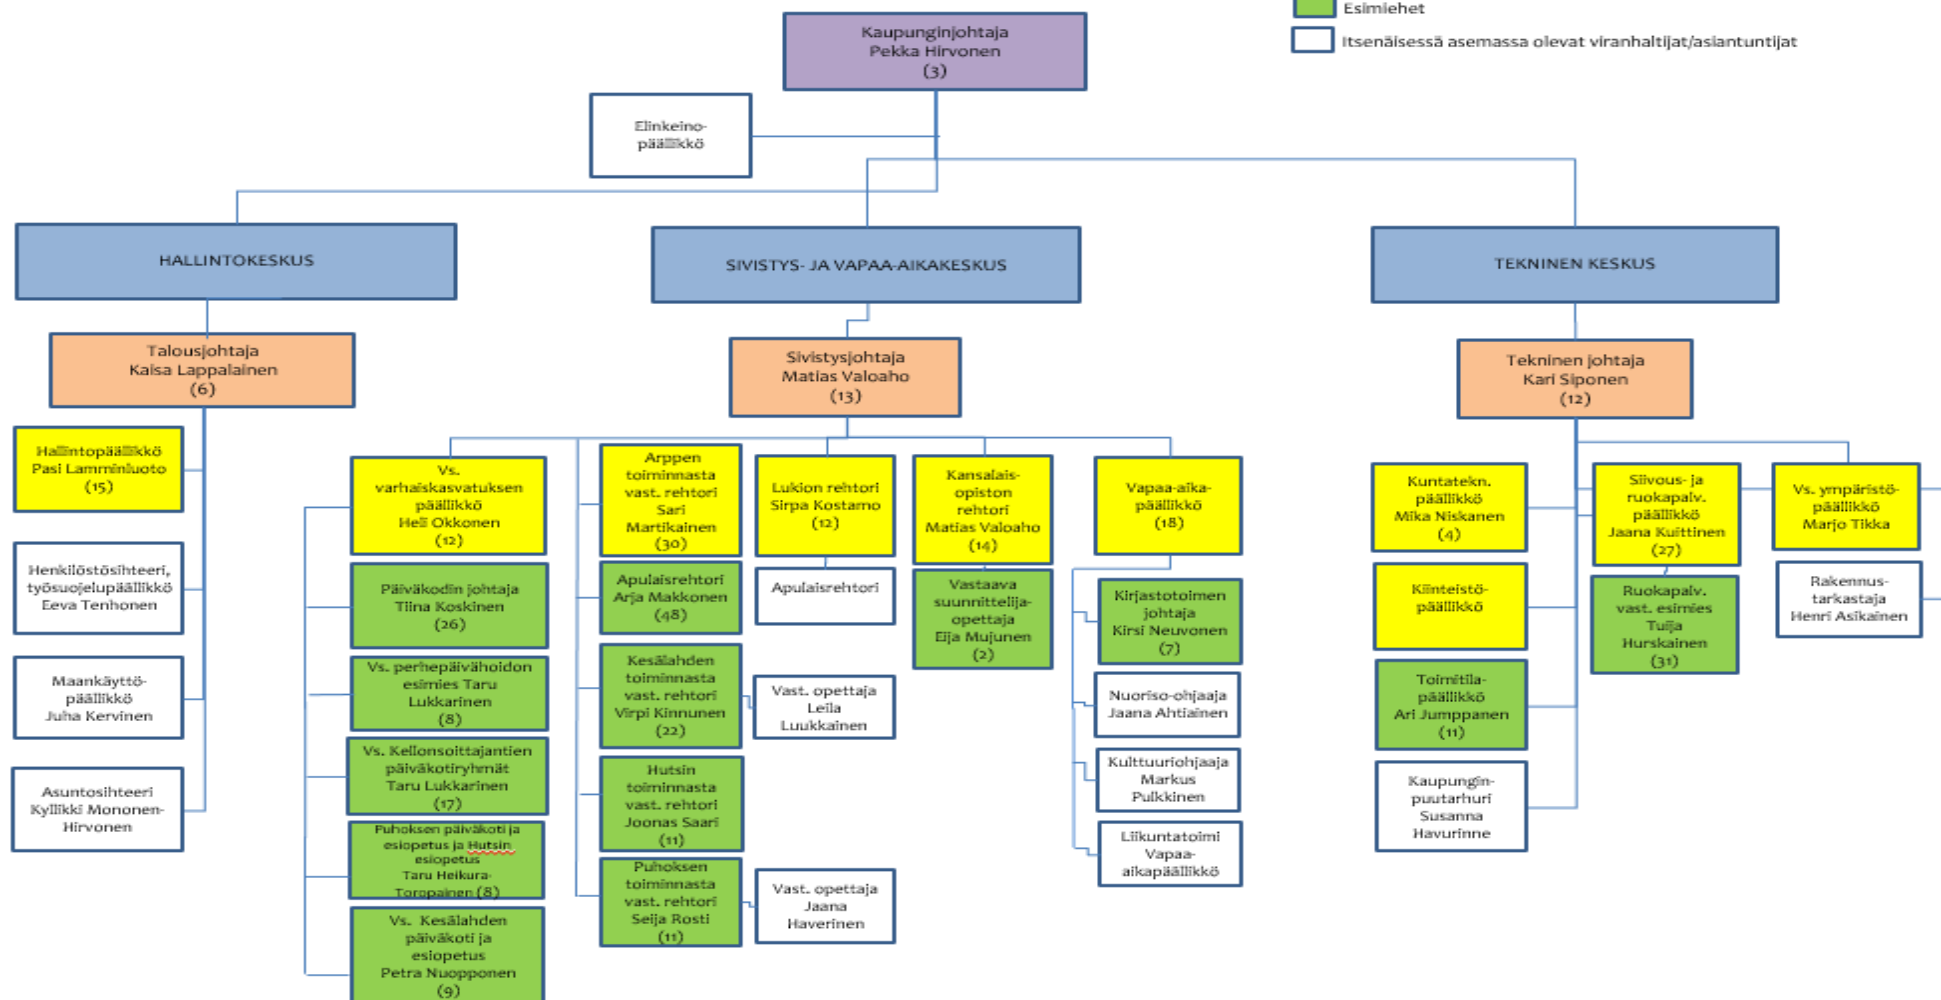 Esimiehet
Itsenäisessä asemassa olevat viranhaltijat/asiantuntijat
Kaupunginjohtaja
Pekka Hirvonen
(3)
Elinkeino-
päällikkö
HALLINTOKESKUS
SIVISTYS- JA VAPAA-AIKAKESKUS
TEKNINEN KESKUS
Talousjohtaja
Kaisa Lappalainen
(6)
Hallintopäällikkö
Pasi Lamminluoto
(15)
Henkilöstösihteeri,
työsuojelupäällikkö
Eeva Tenhonen
Maankäyttö-
päällikkö
Juha Kervinen
Asuntosihteeri
Kyllikki Mononen-
Hirvonen
Sivistysjohtaja
Matias Valoaho
(13)
Vs.
varhaiskasvatuksen
päällikkö
Heli Okkonen
(12)
Päiväkodin johtaja
Tiina Koskinen
(26)
Vs. perhepäivähoidon
esimies Taru
Lukkarinen
(8)
Vs. Kellonsoittajantien
päiväkotiryhmät
Taru Lukkarinen
(17)
Puhoksen päiväkoti ja
esiopetus ja Hutsin
esiopetus
Taru Heikura-
Toropainen (8)
Vs. Kesälahden
päiväkoti ja
esiopetus
Petra Nuopponen
(9)
Arppen
toiminnasta
vast. rehtori
Sari
Martikainen
(30)
Apulaisrehtori
Arja Makkonen
(48)
Kesälahden
toiminnasta
vast. rehtori
Virpi Kinnunen
(22)
Vast. opettaja
Leila
Luukkainen
Hutsin
toiminnasta
vast. rehtori
Joonas Saari
(11)
Puhoksen
toiminnasta
vast. rehtori
Seija Rosti
(11)
Vast. opettaja
Jaana
Haverinen
Lukion rehtori
Sirpa Kostamo
(12)
Apulaisrehtori
Kansalais-
opiston
rehtori
Matias Valoaho
(14)
Vastaava
suunnittelija-
opettaja
Eija Mujunen
(2)
Vapaa-aika-
päällikkö
(18)
Kirjastotoimen
johtaja
Kirsi Neuvonen
(7)
Nuoriso-ohjaaja
Jaana Ahtiainen
Kulttuuriohjaaja
Markus
Pulkkinen
Liikuntatoimi
Vapaa-
aikapäällikkö
Tekninen johtaja
Kari Siponen
(12)
Kuntatekn.
päällikkö
Mika Niskanen
(4)
Kiinteistö-
päällikkö
Toimitila-
päällikkö
Ari Jumppanen
(11)
Kaupungin-
puutarhuri
Susanna
Havurinne
Siivous- ja
ruokapalv.
päällikkö
Jaana Kuittinen
(27)
Ruokapalv.
vast. esimies
Tuija
Hurskainen
(31)
Vs. ympäristö-
päällikkö
Marjo Tikka
Rakennus-
tarkastaja
Henri Asikainen